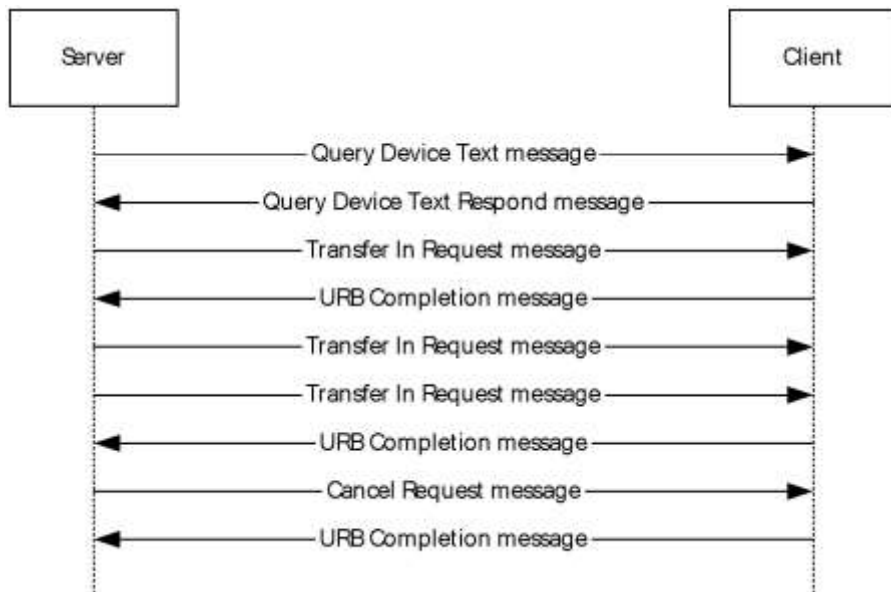 Server
Client
Query Device Text message
Query Device Text Respond message
Transfer In Request message
URB Completion message
Transfer In Request message
Transfer In Request message
URB Completion message
Cancel Request message
URB Completion message